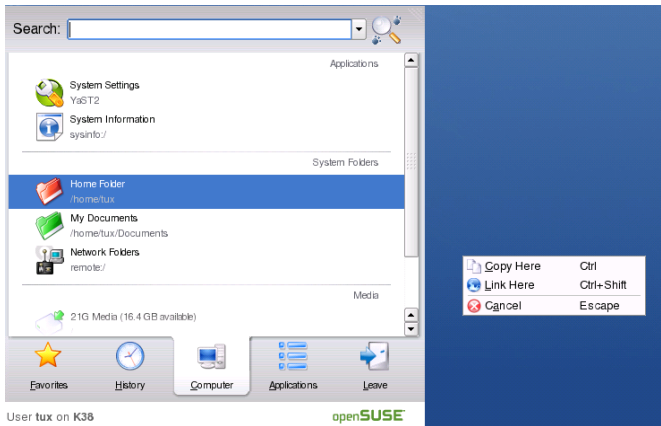 Search:
Applications
System Settings
YaST2
System Information
sysinfo:/
System Folders
Home Folder
/home/tux
My Documents
/home/tux/Documents
Network Folders
remote:/
Media
21G Media (16.4 GB available)
Favorites
History
Computer
Applications
Leave
User tux on K38
openSUSE
Copy Here Ctrl
Link Here Ctrl+Shift
Cancel Escape